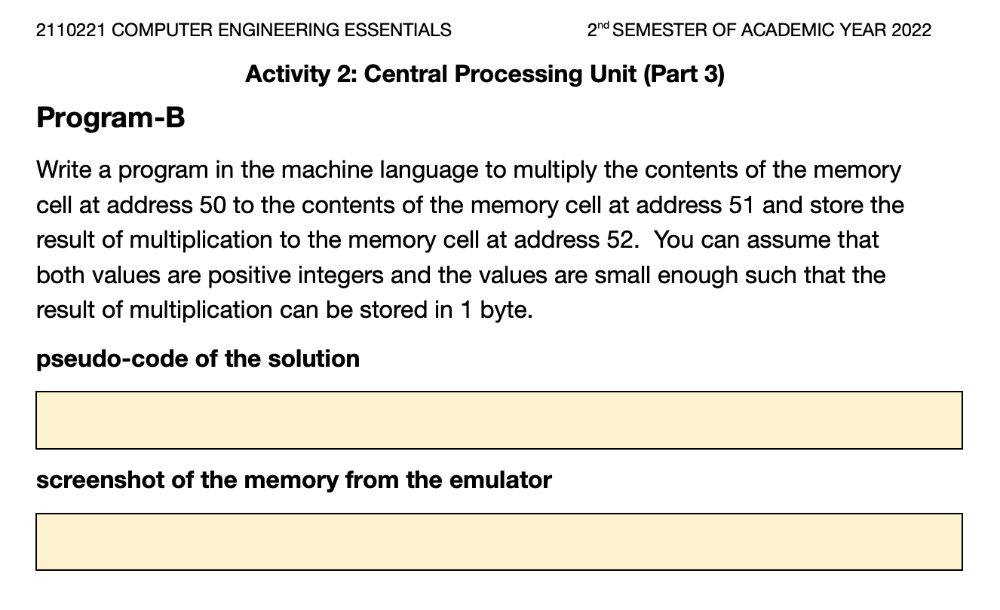 2110221 COMPUTER ENGINEERING ESSENTIALS 2nd SEMESTER OF ACADEMIC YEAR 2022
Activity 2: Central Processing Unit (Part 3)
Program-B
Write a program in the machine language to multiply the contents of the memory
cell at address 50 to the contents of the memory cell at address 51 and store the
result of multiplication to the memory cell at address 52.  You can assume that
both values are positive integers and the values are small enough such that the
result of multiplication can be stored in 1 byte.
pseudo-code of the solution
screenshot of the memory from the emulator